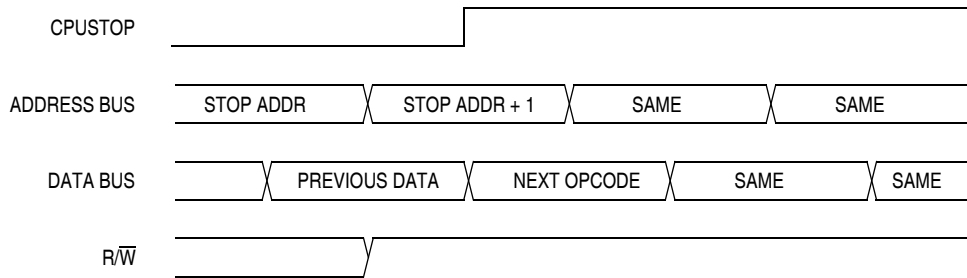 CPUSTOP
ADDRESS BUS STOP ADDR STOP ADDR + 1 SAME SAME
DATA BUS PREVIOUS DATA NEXT OPCODE SAME SAME
R/W̅